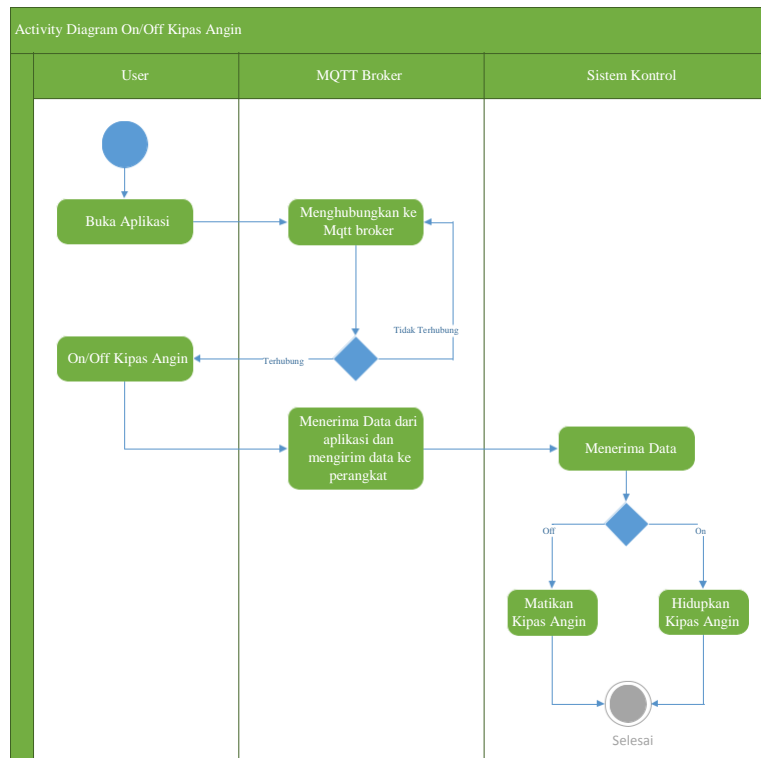 Activity Diagram On/Off Kipas Angin
User
MQTT Broker
Sistem Kontrol
Buka Aplikasi
Menghubungkan ke
Mqtt broker
Tidak Terhubung
On/Off Kipas Angin
Terhubung
Menerima Data dari
aplikasi dan
mengirim data ke
perangkat
Menerima Data
Off
On
Matikan
Kipas Angin
Hidupkan
Kipas Angin
Selesai